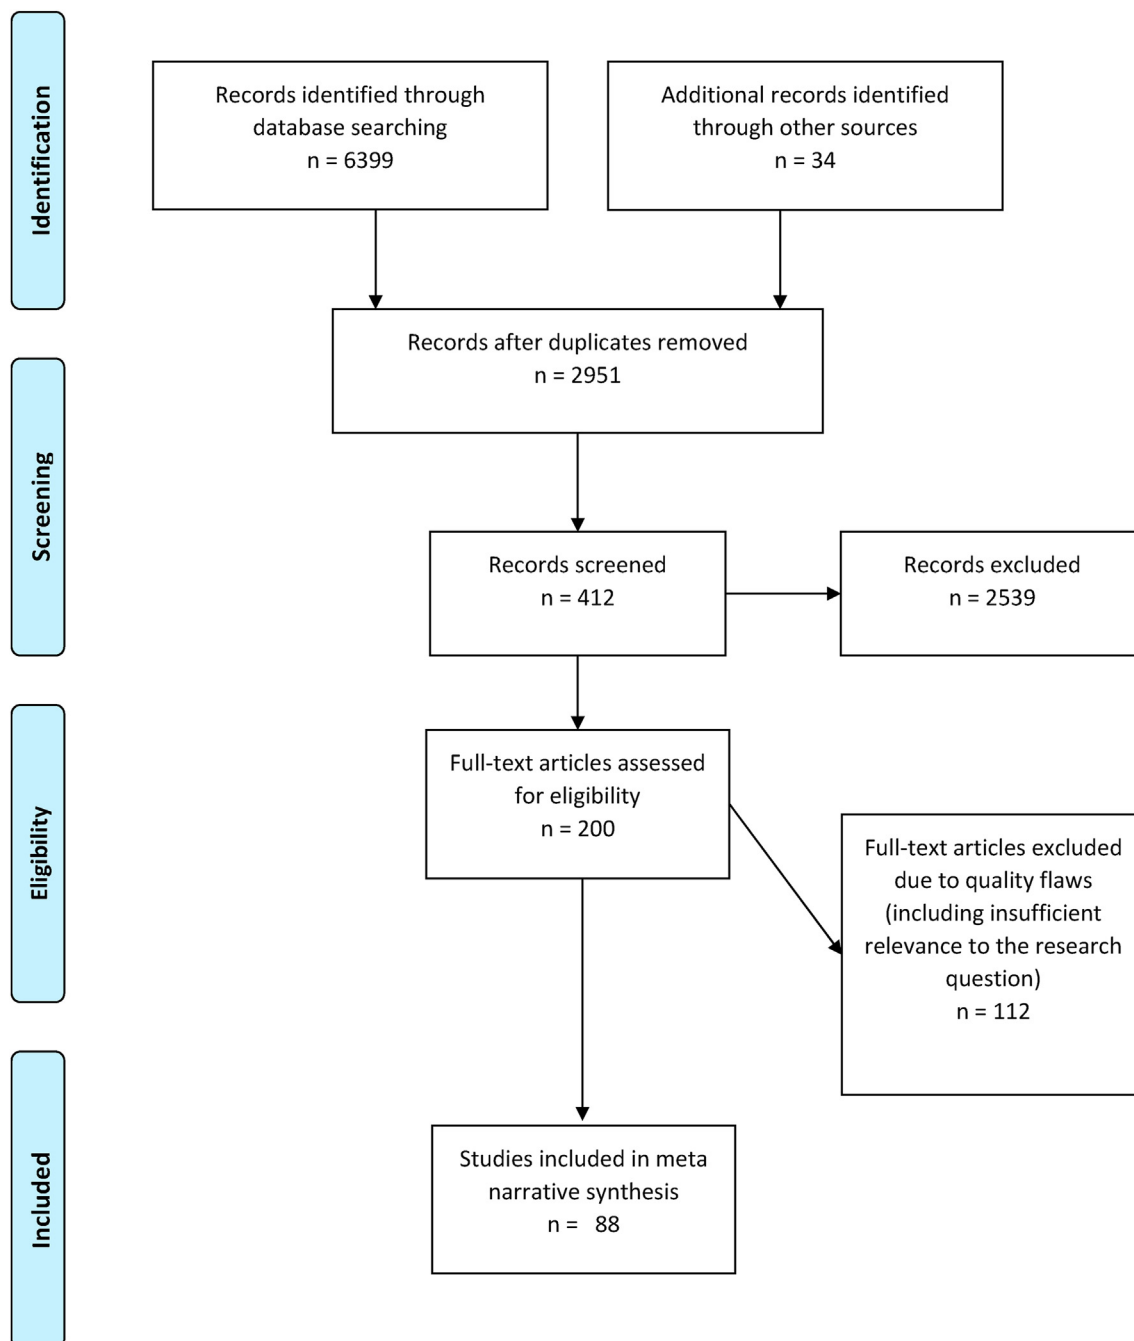 Identification
Records identified through
database searching
n = 6399
Additional records identified
through other sources
n = 34
Records after duplicates removed
n = 2951
Screening
Records screened
n = 412
Records excluded
n = 2539
Eligibility
Full-text articles assessed
for eligibility
n = 200
Full-text articles excluded
due to quality flaws
(including insufficient
relevance to the research
question)
n = 112
Included
Studies included in meta
narrative synthesis
n =   88